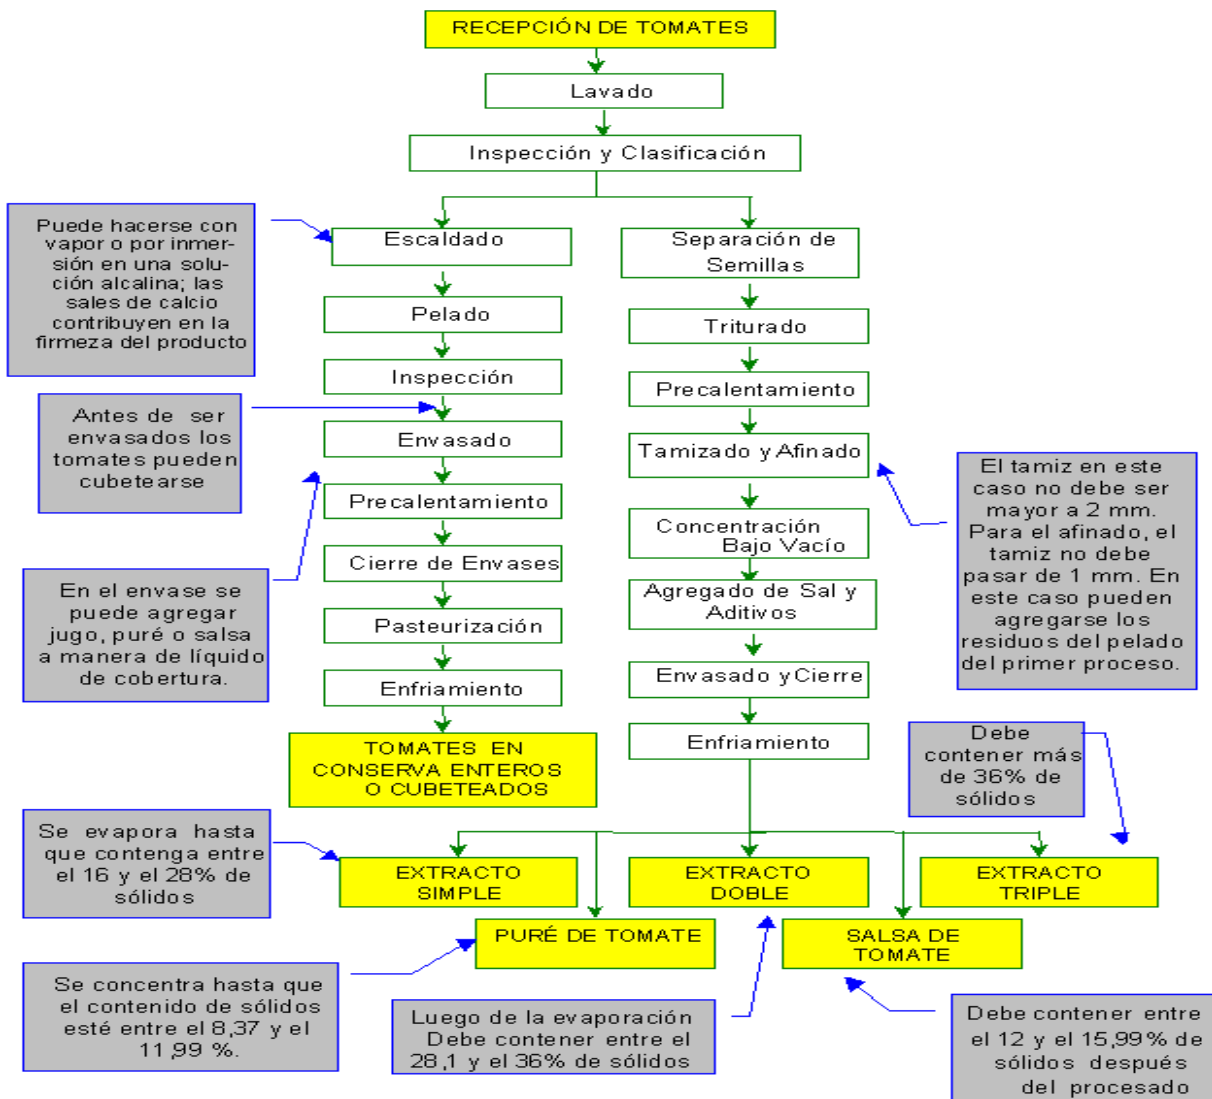 RECEPCIÓN DE TOMATES
Lavado
Inspección y Clasificación
Puede hacerse con
vapor o por inmer-
sión en una solu-
ción alcalina; las
sales de calcio
contribuyen en la
firmeza del producto
Escaldado
Pelado
Inspección
Antes de ser
envasados los
tomates pueden
cubetearse
Envasado
Precalentamiento
Cierre de Envases
En el envase se
puede agregar
jugo, puré o salsa
a manera de líquido
de cobertura.
Pasteurización
Enfriamiento
TOMATES EN
CONSERVA ENTEROS
O CUBETEADOS
Separación de
Semillas
Triturado
Precalentamiento
Tamizado y Afinado
El tamiz en este
caso no debe ser
mayor a 2 mm.
Para el afinado, el
tamiz no debe
pasar de 1 mm. En
este caso pueden
agregarse los
residuos del pelado
del primer proceso.
Concentración
Bajo Vacío
Agregado de Sal y
Aditivos
Envasado y Cierre
Enfriamiento
Debe
contener más
de 36% de
sólidos
Se evapora hasta
que contenga entre
el 16 y el 28% de
sólidos
EXTRACTO
SIMPLE
EXTRACTO
DOBLE
EXTRACTO
TRIPLE
PURÉ DE TOMATE
SALSA DE
TOMATE
Se concentra hasta que
el contenido de sólidos
esté entre el 8,37 y el
11,99 %.
Luego de la evaporación
Debe contener entre el
28,1 y el 36% de sólidos
Debe contener entre
el 12 y el 15,99% de
sólidos después
del procesado